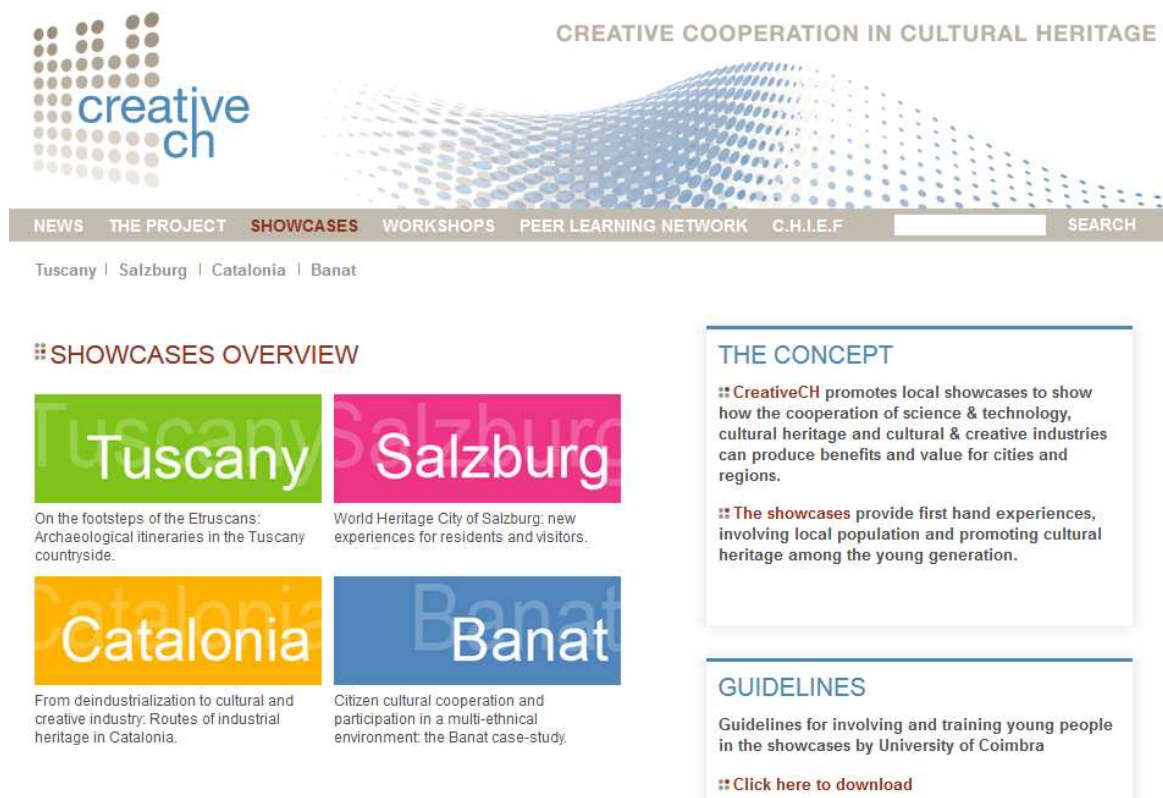 CREATIVE COOPERATION IN CULTURAL HERITAGE
creative
ch
NEWS THE PROJECT SHOWCASES WORKSHOPS PEER LEARNING NETWORK C.H.I.E.F SEARCH
Tuscany | Salzburg | Catalonia | Banat
SHOWCASES OVERVIEW
Tuscany
Tuscany
On the footsteps of the Etruscans:
Archaeological itineraries in the Tuscany
countryside.
Salzburg
Salzburg
World Heritage City of Salzburg: new
experiences for residents and visitors.
Catalonia
Catalonia
From deindustrialization to cultural and
creative industry: Routes of industrial
heritage in Catalonia.
Banat
Banat
Citizen cultural cooperation and
participation in a multi-ethnical
environment: the Banat case-study.
THE CONCEPT
CreativeCH promotes local showcases to show
how the cooperation of science & technology,
cultural heritage and cultural & creative industries
can produce benefits and value for cities and
regions.
The showcases provide first hand experiences,
involving local population and promoting cultural
heritage among the young generation.
GUIDELINES
Guidelines for involving and training young people
in the showcases by University of Coimbra
Click here to download